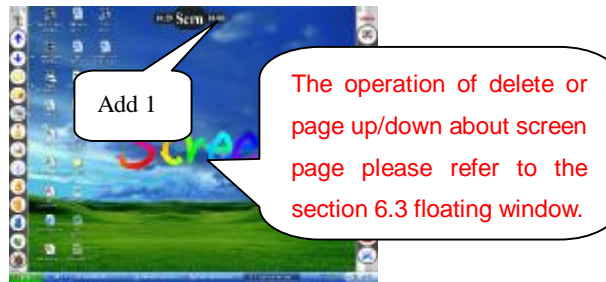 Scrn
Add 1
The operation of delete or
page up/down about screen
page please refer to the
section 6.3 floating window.
Scree